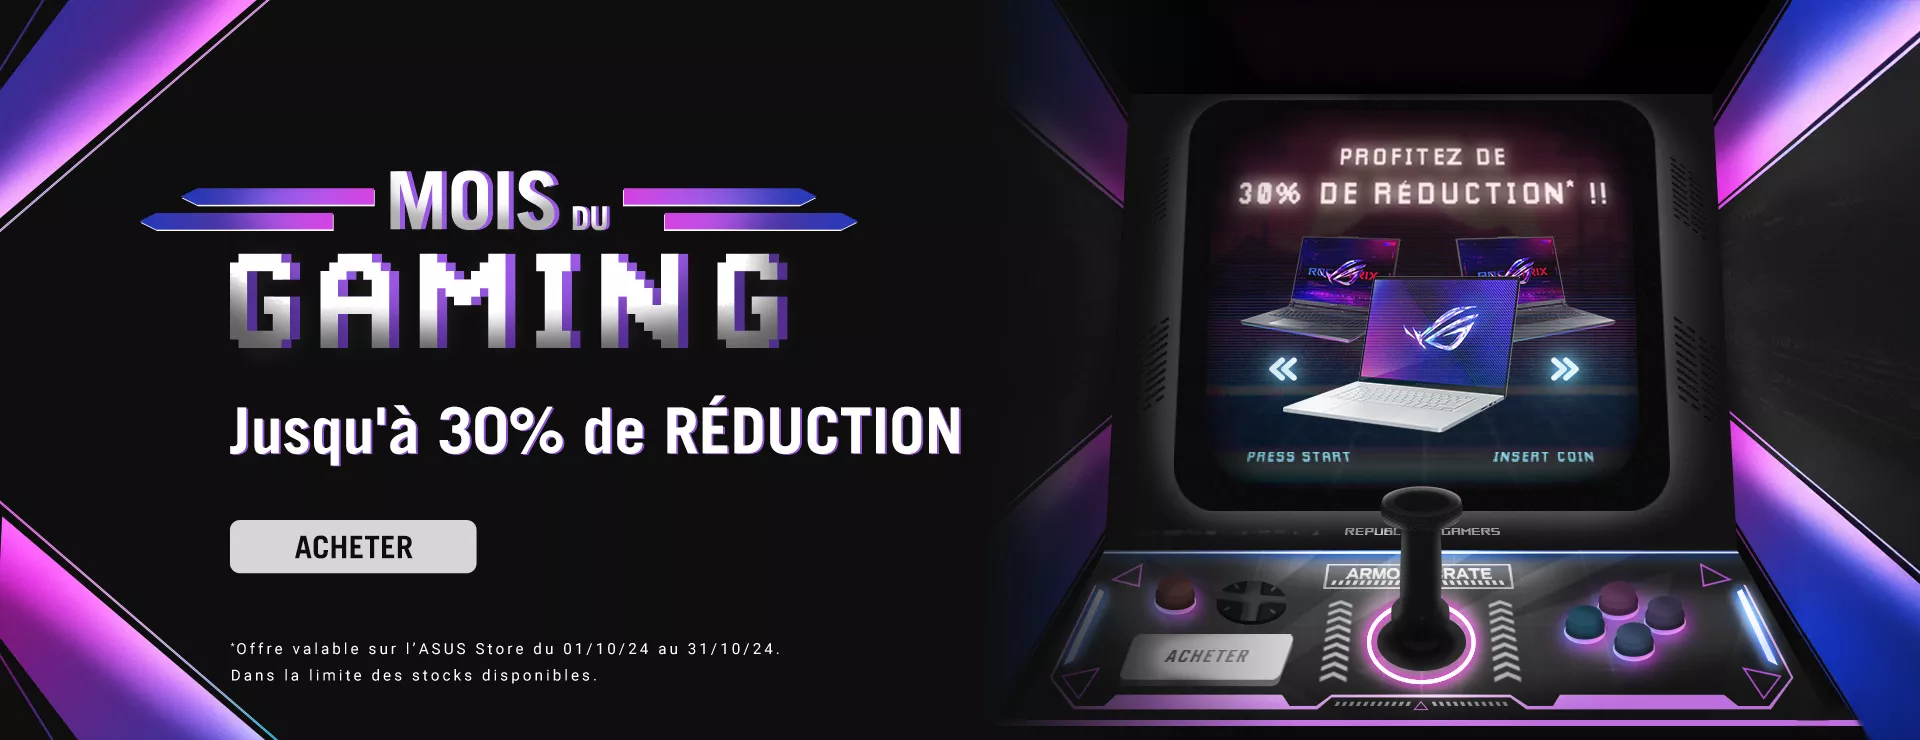 MOIS DU
GAMING
Jusqu'à 30% de RÉDUCTION
ACHETER
*Offre valable sur l'ASUS Store du 01/10/24 au 31/10/24.
Dans la limite des stocks disponibles.
PROFITEZ DE
30% DE RÉDUCTION* !!
PRESS START
INSERT COIN
GAMERS
ACHETER